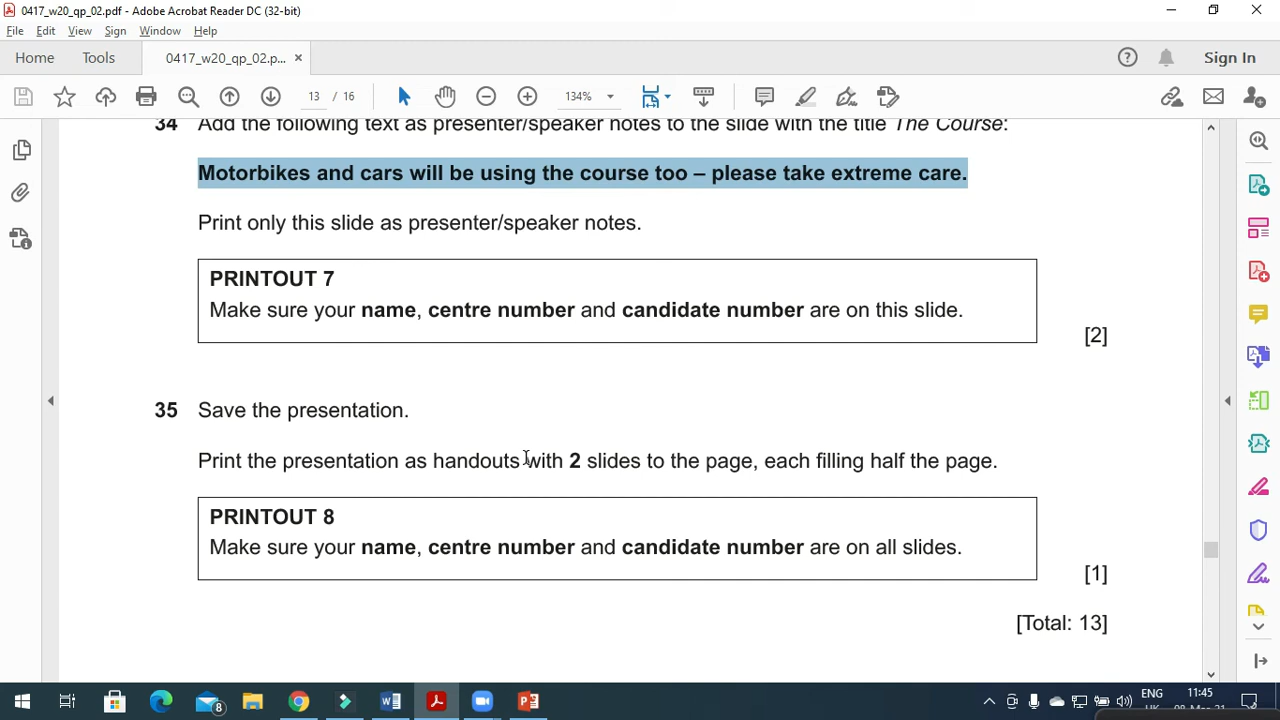 0417_w20_qp_02.pdf - Adobe Acrobat Reader DC (32-bit)
File Edit View Sign Window Help
Home Tools 0417_w20_qp_02.p... × Sign In
13 / 16 134%
34 Add the following text as presenter/speaker notes to the slide with the title The Course:
Motorbikes and cars will be using the course too – please take extreme care.
Print only this slide as presenter/speaker notes.
PRINTOUT 7
Make sure your name, centre number and candidate number are on this slide.
[2]
35 Save the presentation.
Print the presentation as handouts with 2 slides to the page, each filling half the page.
PRINTOUT 8
Make sure your name, centre number and candidate number are on all slides.
[1]
[Total: 13]
8
ENG 11:45